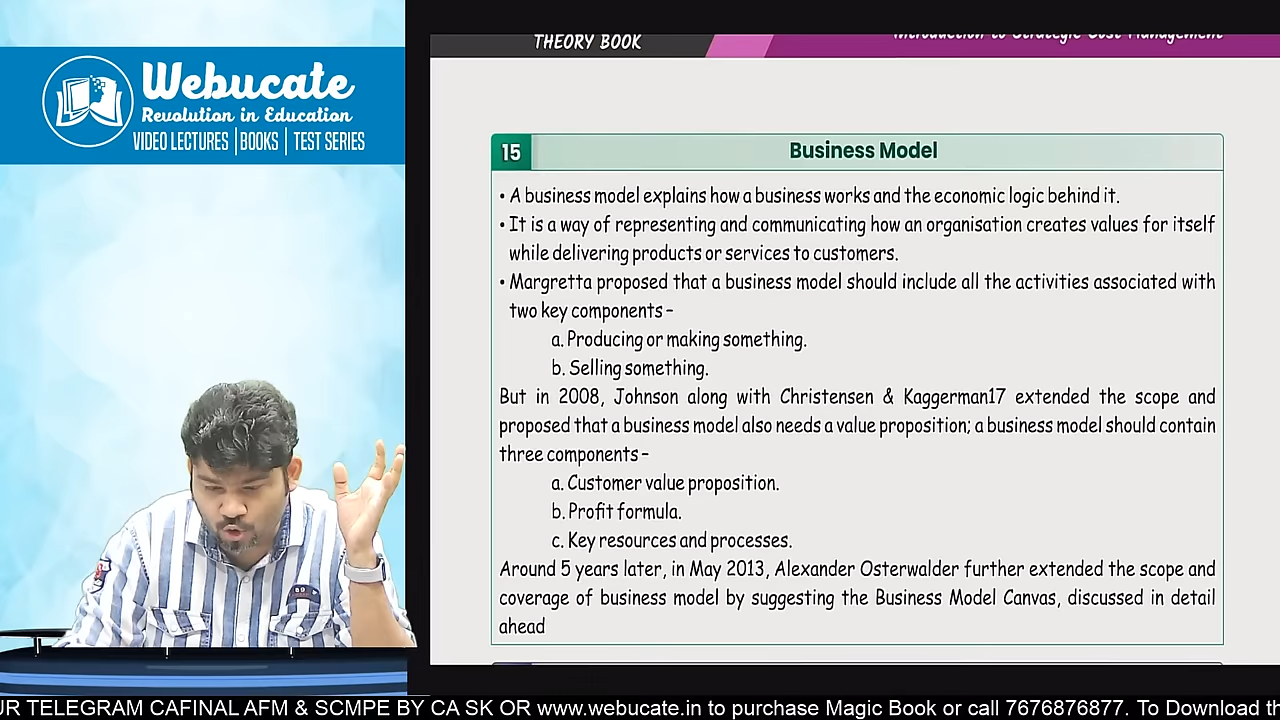 Webucate
Revolution in Education
VIDEO LECTURES | BOOKS | TEST SERIES
THEORY BOOK
Introduction to Strategic Cost Management
15
Business Model
• A business model explains how a business works and the economic logic behind it.
• It is a way of representing and communicating how an organisation creates values for itself
while delivering products or services to customers.
• Margretta proposed that a business model should include all the activities associated with
two key components –
a. Producing or making something.
b. Selling something.
But in 2008, Johnson along with Christensen & Kaggerman17 extended the scope and
proposed that a business model also needs a value proposition; a business model should contain
three components –
a. Customer value proposition.
b. Profit formula.
c. Key resources and processes.
Around 5 years later, in May 2013, Alexander Osterwalder further extended the scope and
coverage of business model by suggesting the Business Model Canvas, discussed in detail
ahead
UR TELEGRAM CAFINAL AFM & SCMPE BY CA SK OR www.webucate.in to purchase Magic Book or call 7676876877. To Download th